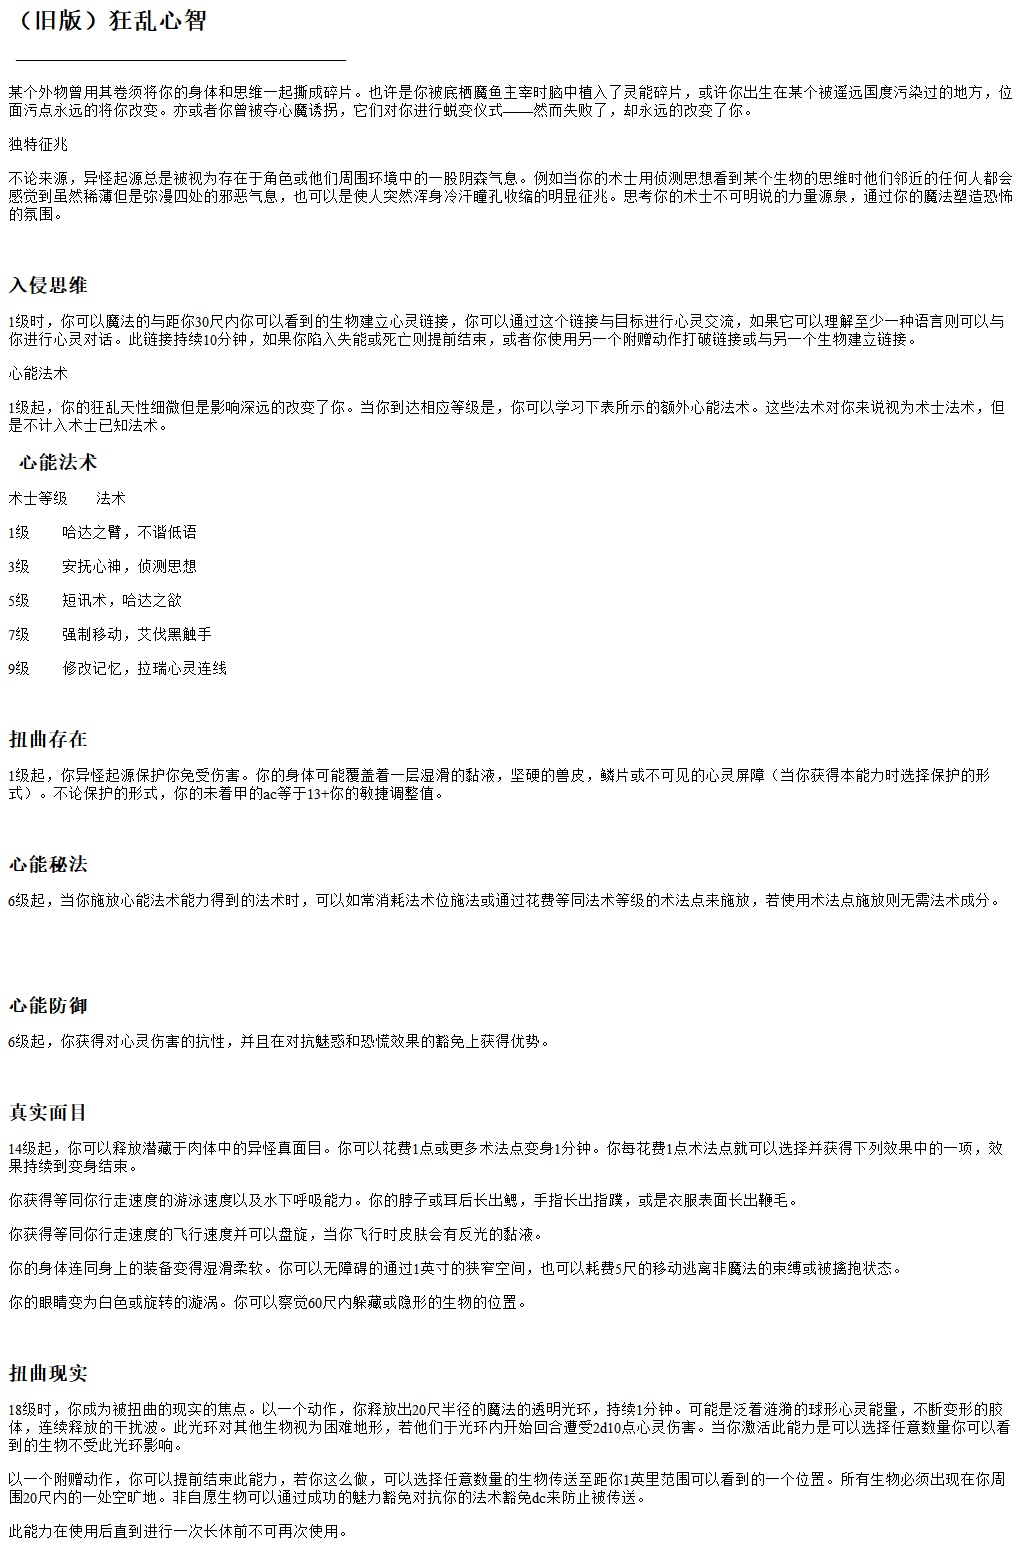 （旧版）狂乱心智
某个外物曾用其卷须将你的身体和思维一起撕成碎片。也许是你被底栖魔鱼主宰时脑中植入了灵能碎片，或许你出生在某个被遥远国度污染过的地方，位
面污点永远的将你改变。亦或者你曾被夺心魔诱拐，它们对你进行蜕变仪式——然而失败了，却永远的改变了你。
独特征兆
不论来源，异怪起源总是被视为存在于角色或他们周围环境中的一股阴森气息。例如当你的术士用侦测思想看到某个生物的思维时他们邻近的任何人都会
感觉到虽然稀薄但是弥漫四处的邪恶气息，也可以是使人突然浑身冷汗瞳孔收缩的明显征兆。思考你的术士不可明说的力量源泉，通过你的魔法塑造恐怖
的氛围。
入侵思维
1级时，你可以魔法的与距你30尺内你可以看到的生物建立心灵链接，你可以通过这个链接与目标进行心灵交流，如果它可以理解至少一种语言则可以与
你进行心灵对话。此链接持续10分钟，如果你陷入失能或死亡则提前结束，或者你使用另一个附赠动作打破链接或与另一个生物建立链接。
心能法术
1级起，你的狂乱天性细微但是影响深远的改变了你。当你到达相应等级是，你可以学习下表所示的额外心能法术。这些法术对你来说视为术士法术，但
是不计入术士已知法术。
心能法术
术士等级 法术
1级 哈达之臂，不谐低语
3级 安抚心神，侦测思想
5级 短讯术，哈达之欲
7级 强制移动，艾伐黑触手
9级 修改记忆，拉瑞心灵连线
扭曲存在
1级起，你异怪起源保护你免受伤害。你的身体可能覆盖着一层湿滑的黏液，坚硬的兽皮，鳞片或不可见的心灵屏障（当你获得本能力时选择保护的形
式）。不论保护的形式，你的未着甲的ac等于13+你的敏捷调整值。
心能秘法
6级起，当你施放心能法术能力得到的法术时，可以如常消耗法术位施法或通过花费等同法术等级的术法点来施放，若使用术法点施放则无需法术成分。
心能防御
6级起，你获得对心灵伤害的抗性，并且在对抗魅惑和恐慌效果的豁免上获得优势。
真实面目
14级起，你可以释放潜藏于肉体中的异怪真面目。你可以花费1点或更多术法点变身1分钟。你每花费1点术法点就可以选择并获得下列效果中的一项，效
果持续到变身结束。
你获得等同你行走速度的游泳速度以及水下呼吸能力。你的脖子或耳后长出鳃，手指长出指蹼，或是衣服表面长出鞭毛。
你获得等同你行走速度的飞行速度并可以盘旋，当你飞行时皮肤会有反光的黏液。
你的身体连同身上的装备变得湿滑柔软。你可以无障碍的通过1英寸的狭窄空间，也可以耗费5尺的移动逃离非魔法的束缚或被擒抱状态。
你的眼睛变为白色或旋转的漩涡。你可以察觉60尺内躲藏或隐形的生物的位置。
扭曲现实
18级时，你成为被扭曲的现实的焦点。以一个动作，你释放出20尺半径的魔法的透明光环，持续1分钟。可能是泛着涟漪的球形心灵能量，不断变形的胶
体，连续释放的干扰波。此光环对其他生物视为困难地形，若他们于光环内开始回合遭受2d10点心灵伤害。当你激活此能力是可以选择任意数量你可以看
到的生物不受此光环影响。
以一个附赠动作，你可以提前结束此能力，若你这么做，可以选择任意数量的生物传送至距你1英里范围可以看到的一个位置。所有生物必须出现在你周
围20尺内的一处空旷地。非自愿生物可以通过成功的魅力豁免对抗你的法术豁免dc来防止被传送。
此能力在使用后直到进行一次长休前不可再次使用。